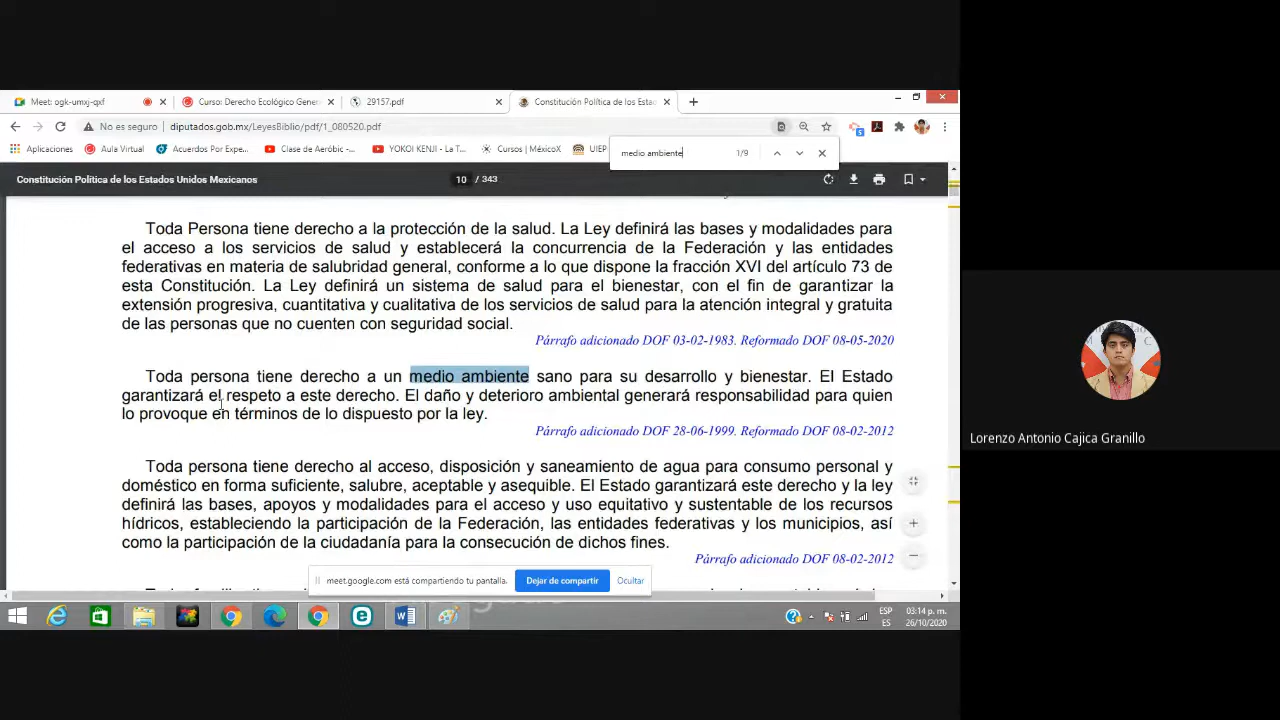 Meet: ogk-umxj-qxf
Curso: Derecho Ecológico Gener
29157.pdf
Constitución Política de los Estad
No es seguro
diputados.gob.mx/LeyesBiblio/pdf/1_080520.pdf
Aplicaciones
Aula Virtual
Acuerdos Por Expe...
Clase de Aeróbic -...
YOKOI KENJI - La T...
Cursos | MéxicoX
UIEP
medio ambiente
1/9
Constitución Política de los Estados Unidos Mexicanos
10 / 343
Toda Persona tiene derecho a la protección de la salud. La Ley definirá las bases y modalidades para
el acceso a los servicios de salud y establecerá la concurrencia de la Federación y las entidades
federativas en materia de salubridad general, conforme a lo que dispone la fracción XVI del artículo 73 de
esta Constitución. La Ley definirá un sistema de salud para el bienestar, con el fin de garantizar la
extensión progresiva, cuantitativa y cualitativa de los servicios de salud para la atención integral y gratuita
de las personas que no cuenten con seguridad social.
Párrafo adicionado DOF 03-02-1983. Reformado DOF 08-05-2020
Toda persona tiene derecho a un medio ambiente sano para su desarrollo y bienestar. El Estado
garantizará el respeto a este derecho. El daño y deterioro ambiental generará responsabilidad para quien
lo provoque en términos de lo dispuesto por la ley.
Párrafo adicionado DOF 28-06-1999. Reformado DOF 08-02-2012
Toda persona tiene derecho al acceso, disposición y saneamiento de agua para consumo personal y
doméstico en forma suficiente, salubre, aceptable y asequible. El Estado garantizará este derecho y la ley
definirá las bases, apoyos y modalidades para el acceso y uso equitativo y sustentable de los recursos
hídricos, estableciendo la participación de la Federación, las entidades federativas y los municipios, así
como la participación de la ciudadanía para la consecución de dichos fines.
Párrafo adicionado DOF 08-02-2012
meet.google.com está compartiendo tu pantalla.
Dejar de compartir
Ocultar
ESP
ES
03:14 p. m.
26/10/2020
Lorenzo Antonio Cajica Granillo